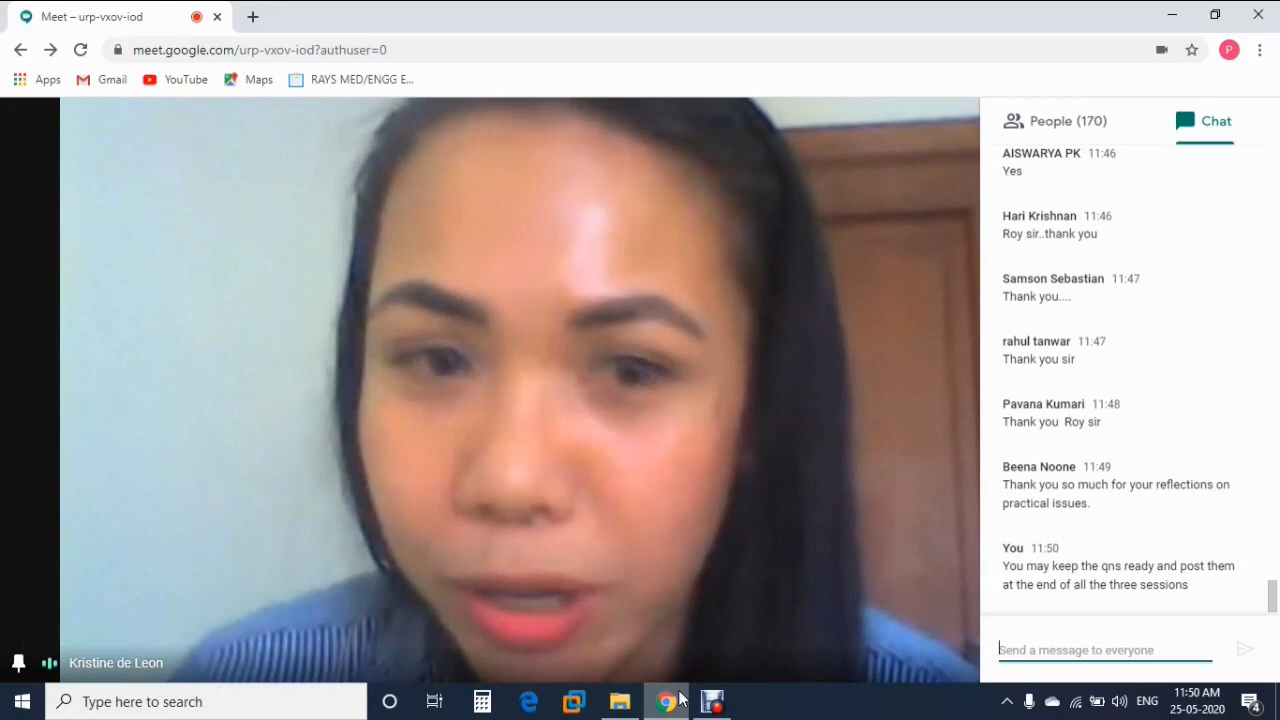 Meet – urp-vxov-iod
meet.google.com/urp-vxov-iod?authuser=0
P
Apps
Gmail
YouTube
Maps
RAYS MED/ENGG E...
People (170)
Chat
AISWARYA PK 11:46
Yes
Hari Krishnan 11:46
Roy sir..thank you
Samson Sebastian 11:47
Thank you....
rahul tanwar 11:47
Thank you sir
Pavana Kumari 11:48
Thank you Roy sir
Beena Noone 11:49
Thank you so much for your reflections on
practical issues.
You 11:50
You may keep the qns ready and post them
at the end of all the three sessions
Send a message to everyone
Kristine de Leon
Type here to search
ENG
11:50 AM
25-05-2020
4